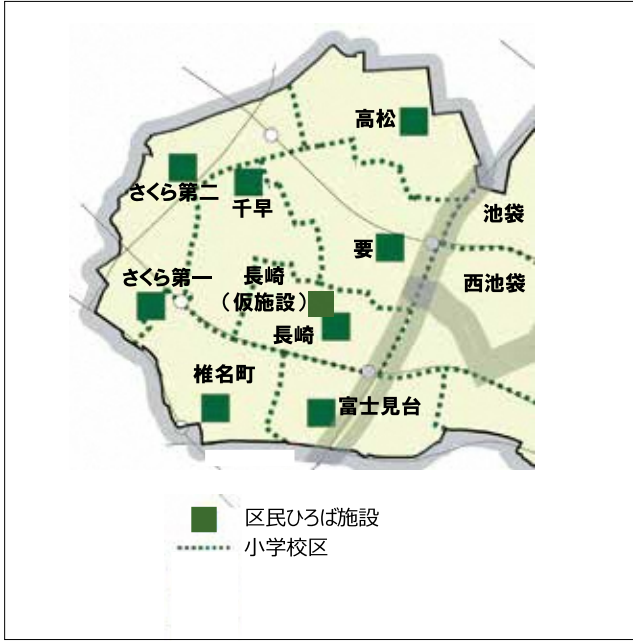 高松
さくら第二
千早
池袋
要
西池袋
さくら第一
長崎
（仮施設）
長崎
椎名町
富士見台
区民ひろば施設
小学校区